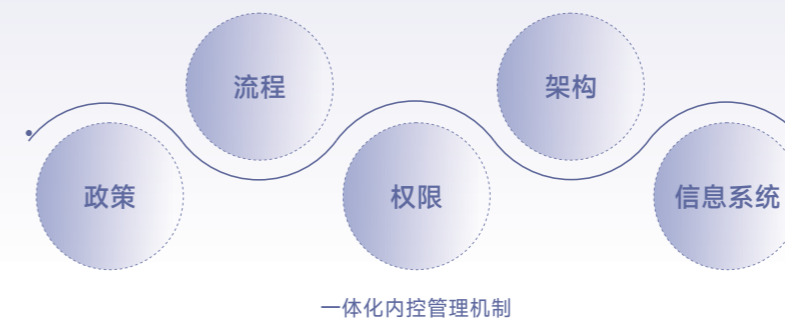 流程
架构
政策
权限
信息系统
一体化内控管理机制